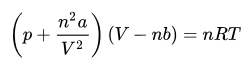 (p + n²a/V²)(V − nb) = nRT